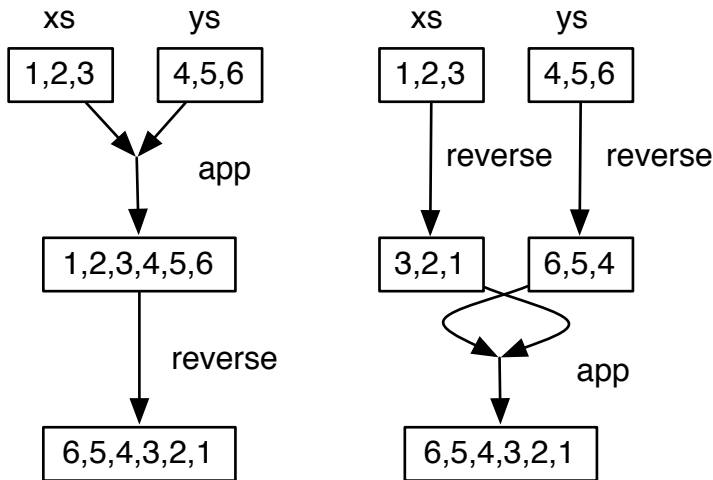 xs
ys
1,2,3
4,5,6
app
1,2,3,4,5,6
reverse
6,5,4,3,2,1
xs
ys
1,2,3
4,5,6
reverse
reverse
3,2,1
6,5,4
app
6,5,4,3,2,1